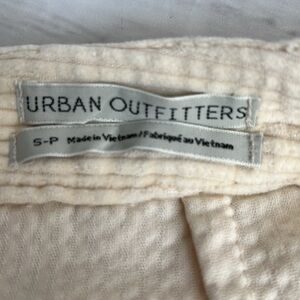 URBAN OUTFITTERS
S-P Made in Vietnam/Fabriqué au Vietnam